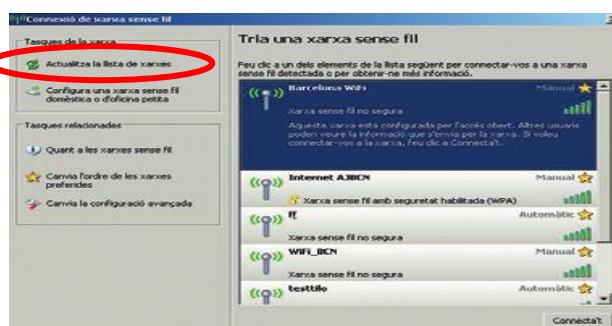 Connexió de xarxa sense fil
Tasques de la xarxa
Actualitza la llista de xarxes
Configura una xarxa sense fil
domèstica o d'oficina petita
Tasques relacionades
Quant a les xarxes sense fil
Canvia l'ordre de les xarxes
preferides
Canvia la configuració avançada
Tria una xarxa sense fil
Feu clic a un dels elements de la llista següent per connectar-vos a una xarxa
sense fil detectada o per obtenir-ne més informació.
Barcelona WiFi Manual
Xarxa sense fil no segura
Aquesta xarxa està configurada per l'accés obert. Altres usuaris
poden veure la informació que s'envia per la xarxa. Si voleu
connectar-vos a la xarxa, feu clic a Connecta't.
Internet AJBCN Manual
Xarxa sense fil amb seguretat habilitada (WPA)
Automàtic
Xarxa sense fil no segura
WiFi_BCN Manual
Xarxa sense fil no segura
testtilo Automàtic
Connecta't